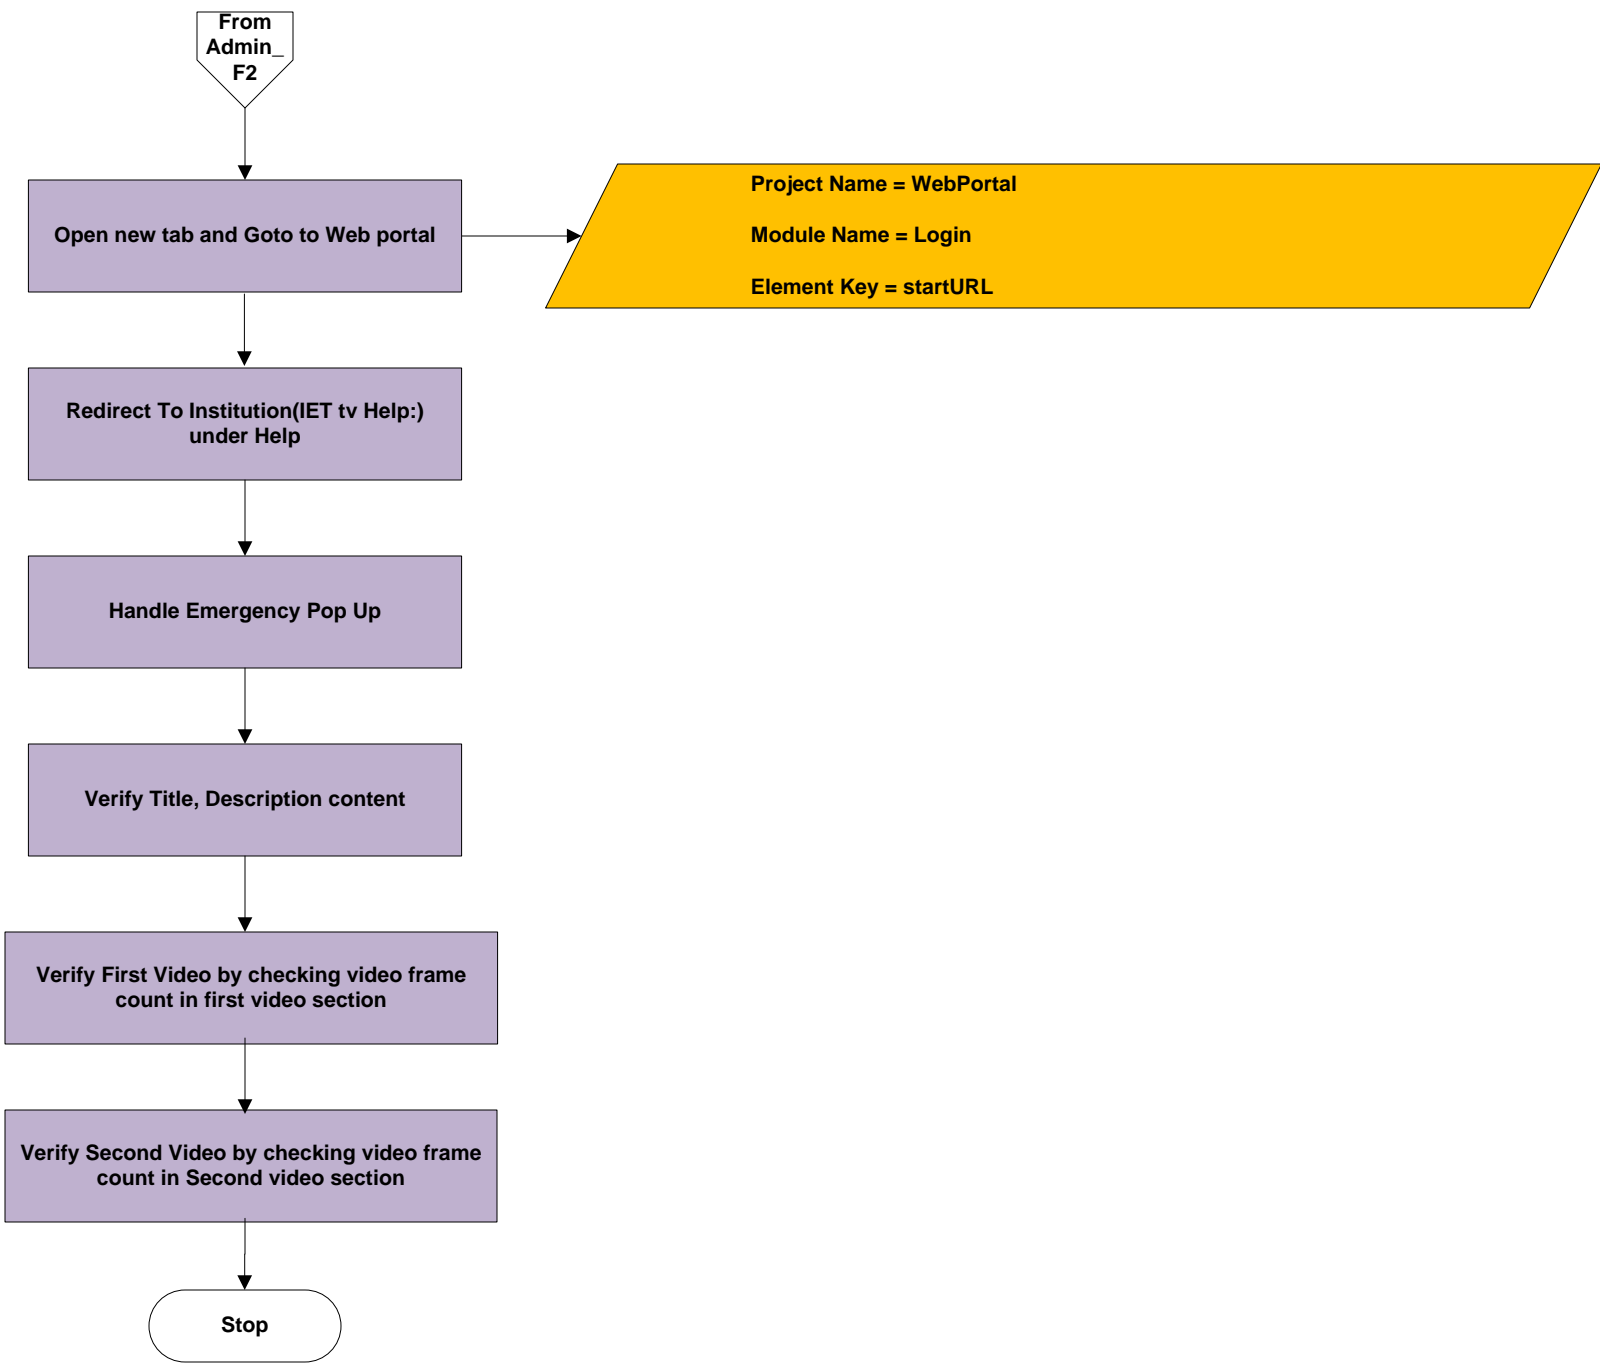 From
Admin_
F2
Open new tab and Goto to Web portal
Project Name = WebPortal
Module Name = Login
Element Key = startURL
Redirect To Institution(IET tv Help:)
under Help
Handle Emergency Pop Up
Verify Title, Description content
Verify First Video by checking video frame
count in first video section
Verify Second Video by checking video frame
count in Second video section
Stop